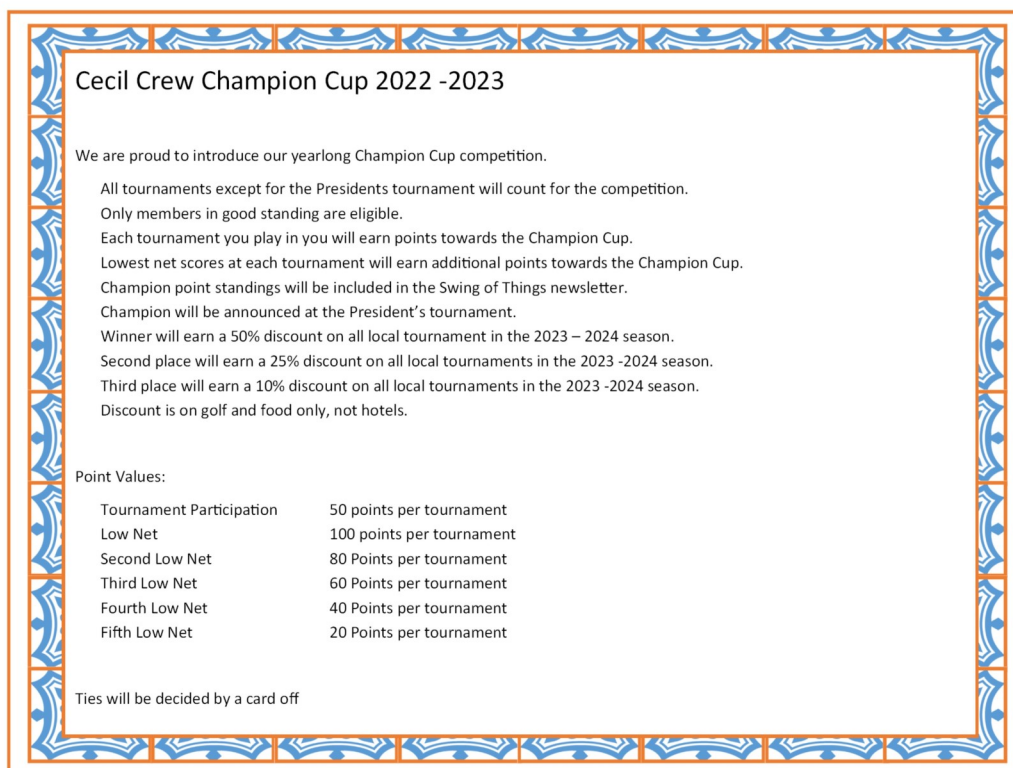 Cecil Crew Champion Cup 2022 -2023
We are proud to introduce our yearlong Champion Cup competition.
All tournaments except for the Presidents tournament will count for the competition.
Only members in good standing are eligible.
Each tournament you play in you will earn points towards the Champion Cup.
Lowest net scores at each tournament will earn additional points towards the Champion Cup.
Champion point standings will be included in the Swing of Things newsletter.
Champion will be announced at the President’s tournament.
Winner will earn a 50% discount on all local tournament in the 2023 – 2024 season.
Second place will earn a 25% discount on all local tournaments in the 2023 -2024 season.
Third place will earn a 10% discount on all local tournaments in the 2023 -2024 season.
Discount is on golf and food only, not hotels.
Point Values:
Tournament Participation 50 points per tournament
Low Net 100 points per tournament
Second Low Net 80 Points per tournament
Third Low Net 60 Points per tournament
Fourth Low Net 40 Points per tournament
Fifth Low Net 20 Points per tournament
Ties will be decided by a card off